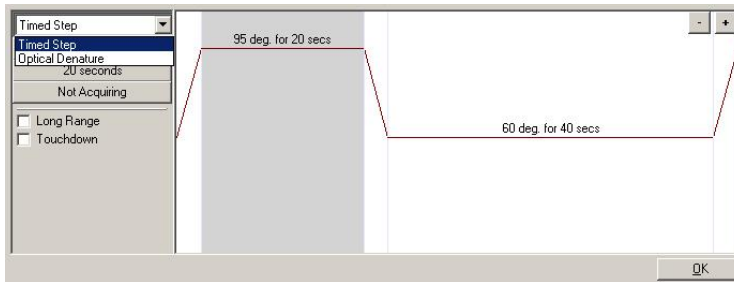 Timed Step
Timed Step
Optical Denature
20 seconds
Not Acquiring
Long Range
Touchdown
95 deg. for 20 secs
60 deg. for 40 secs
- +
OK